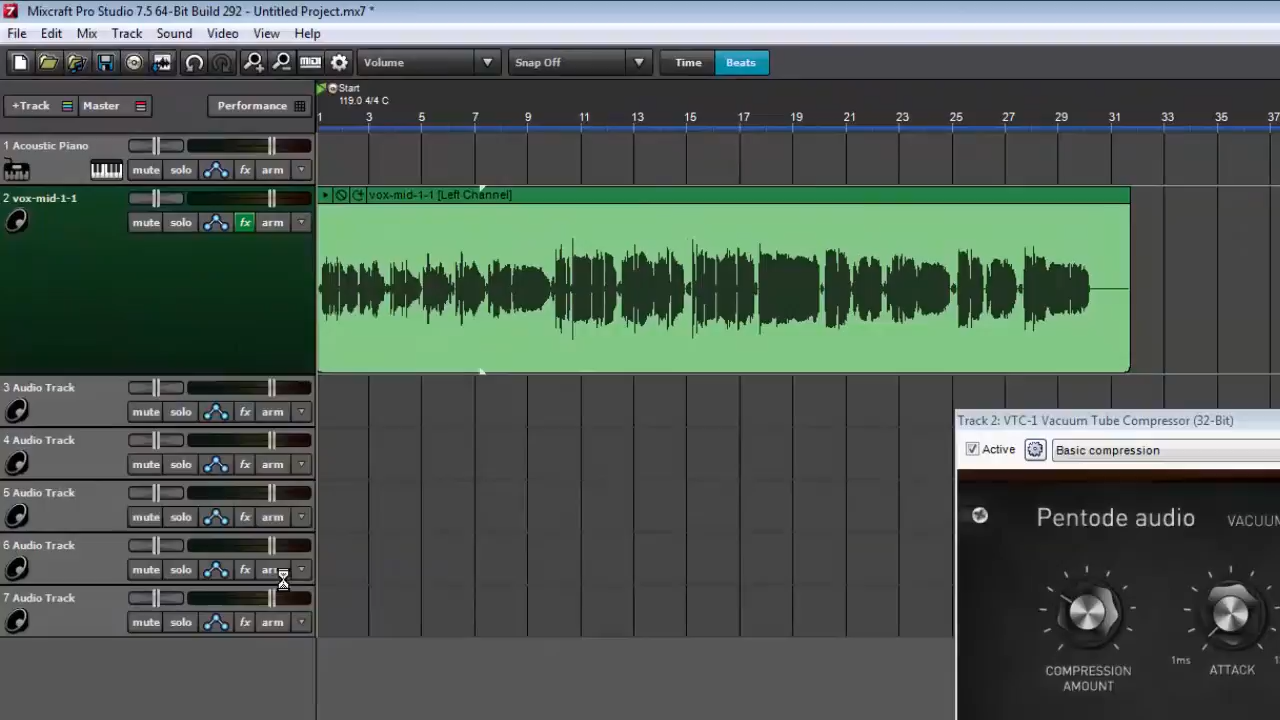 Mixcraft Pro Studio 7.5 64-Bit Build 292 - Untitled Project.mx7 *
File Edit Mix Track Sound Video View Help
Volume Snap Off Time Beats
Start
119.0 4/4 C
+Track Master Performance
1 3 5 7 9 11 13 15 17 19 21 23 25 27 29 31 33 35 37
1 Acoustic Piano
mute solo fx arm
2 vox-mid-1-1
mute solo fx arm
vox-mid-1-1 [Left Channel]
3 Audio Track
mute solo fx arm
4 Audio Track
mute solo fx arm
5 Audio Track
mute solo fx arm
6 Audio Track
mute solo fx arm
7 Audio Track
mute solo fx arm
Track 2: VTC-1 Vacuum Tube Compressor (32-Bit)
Active Basic compression
Pentode audio VACUUM
COMPRESSION
AMOUNT
1ms ATTACK